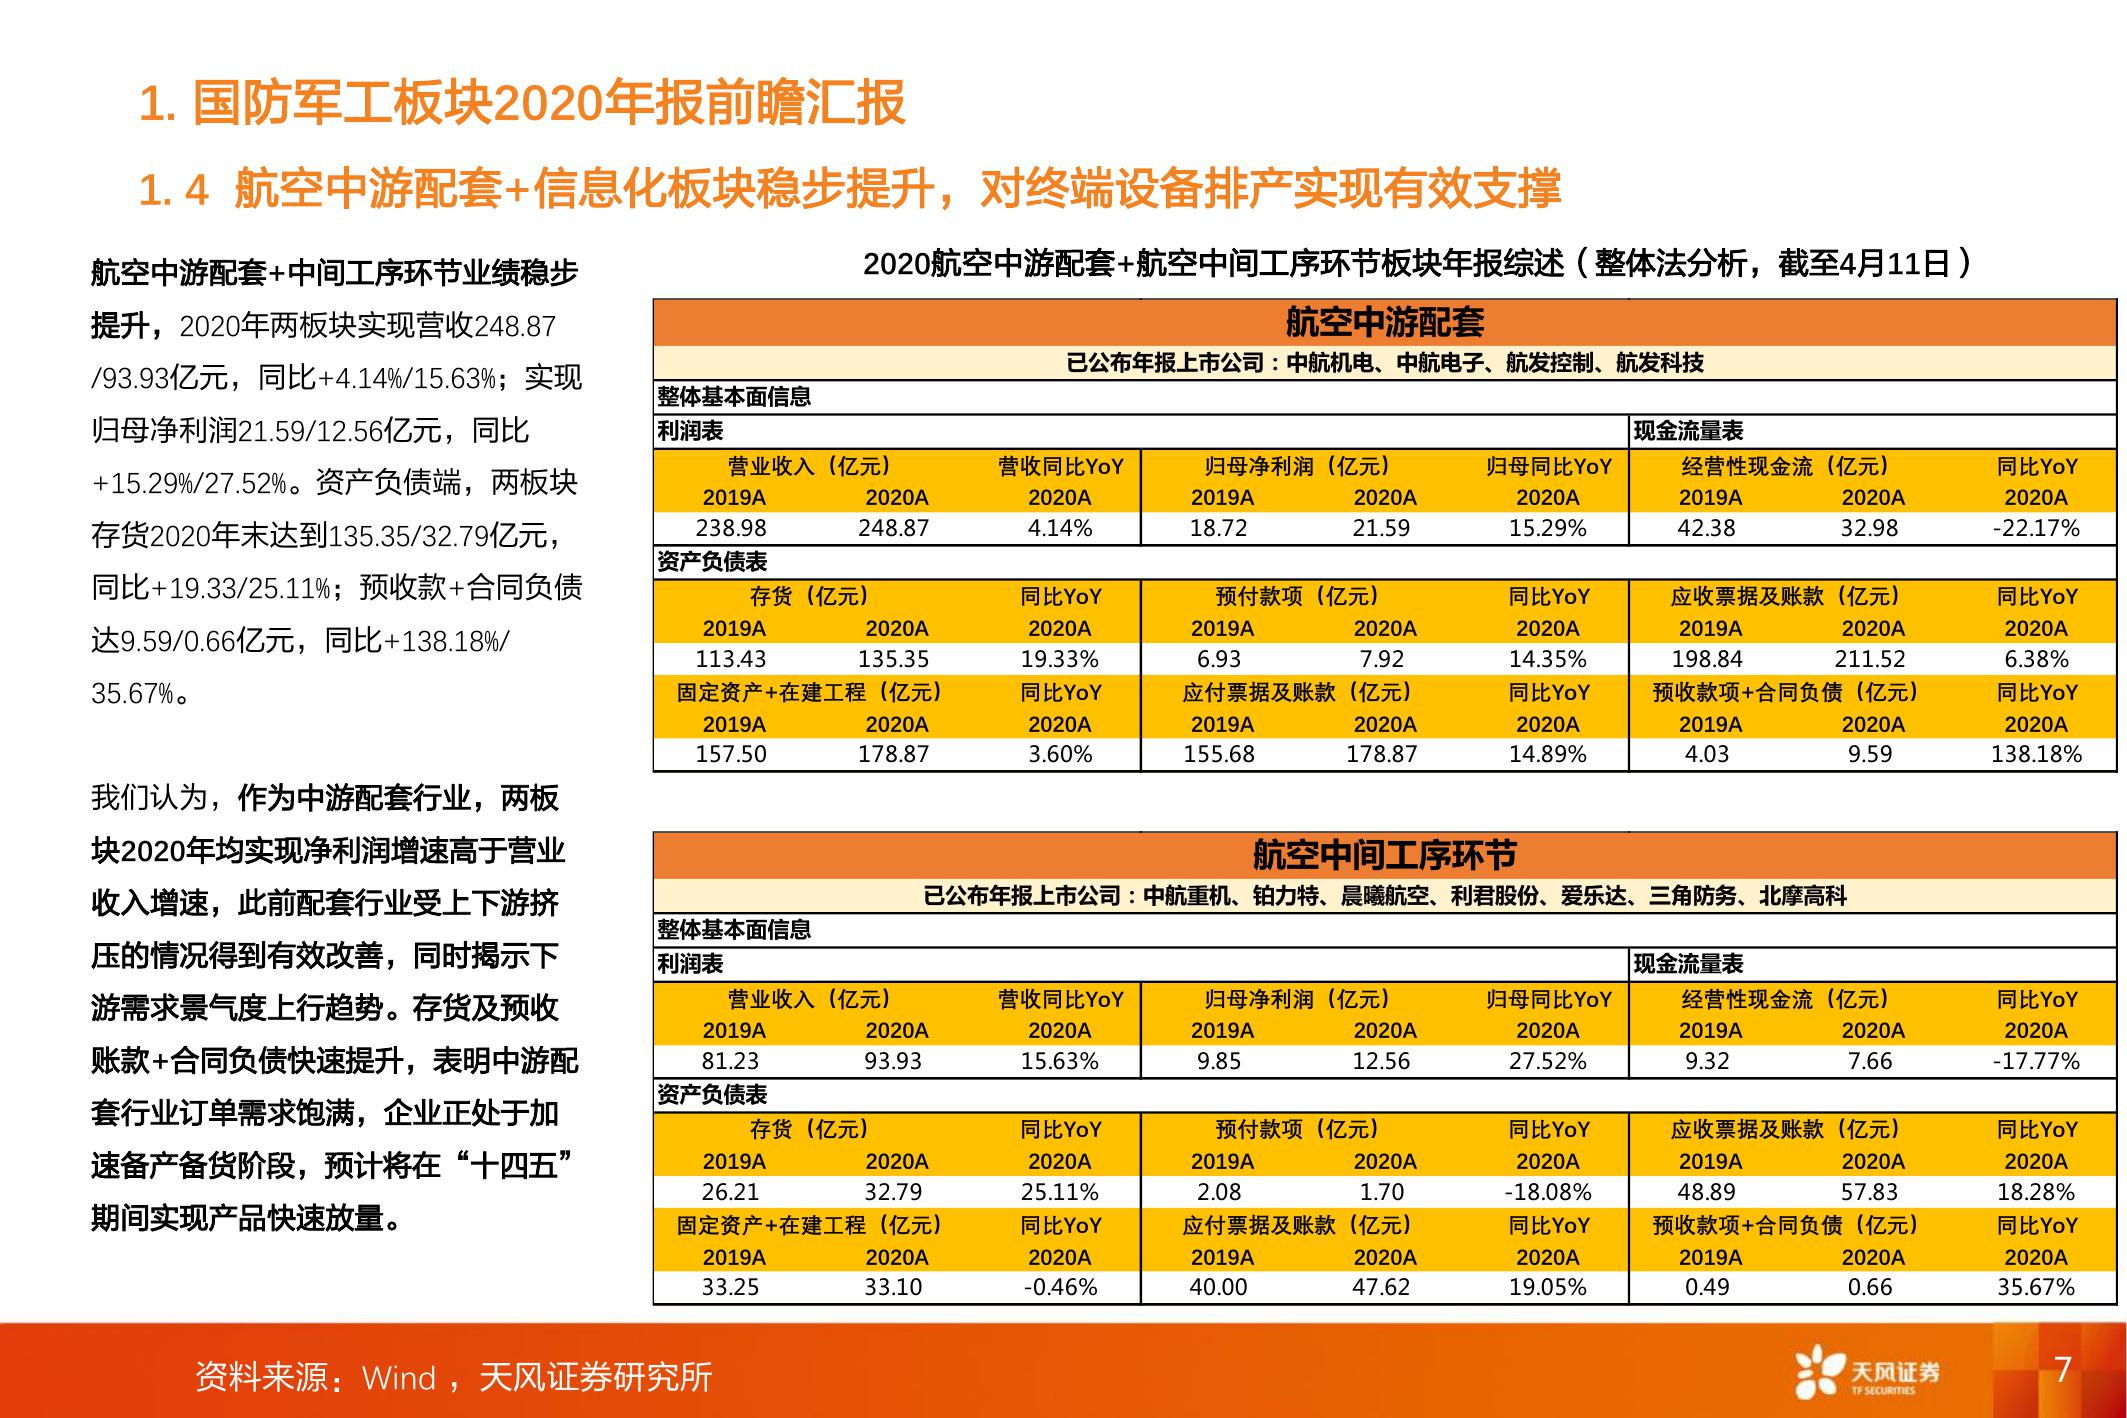 1. 国防军工板块2020年报前瞻汇报
1. 4 航空中游配套+信息化板块稳步提升，对终端设备排产实现有效支撑
航空中游配套+中间工序环节业绩稳步
提升，2020年两板块实现营收248.87
/93.93亿元，同比+4.14%/15.63%；实现
归母净利润21.59/12.56亿元，同比
+15.29%/27.52%。资产负债端，两板块
存货2020年末达到135.35/32.79亿元，
同比+19.33/25.11%；预收款+合同负债
达9.59/0.66亿元，同比+138.18%/
35.67%。
我们认为，作为中游配套行业，两板
块2020年均实现净利润增速高于营业
收入增速，此前配套行业受上下游挤
压的情况得到有效改善，同时揭示下
游需求景气度上行趋势。存货及预收
账款+合同负债快速提升，表明中游配
套行业订单需求饱满，企业正处于加
速备产备货阶段，预计将在“十四五”
期间实现产品快速放量。
2020航空中游配套+航空中间工序环节板块年报综述（整体法分析，截至4月11日）
航空中游配套
已公布年报上市公司：中航机电、中航电子、航发控制、航发科技
整体基本面信息
利润表 现金流量表
营业收入（亿元） 营收同比YoY 归母净利润（亿元） 归母同比YoY 经营性现金流（亿元） 同比YoY
2019A 2020A 2020A 2019A 2020A 2020A 2019A 2020A 2020A
238.98 248.87 4.14% 18.72 21.59 15.29% 42.38 32.98 -22.17%
资产负债表
存货（亿元） 同比YoY 预付款项（亿元） 同比YoY 应收票据及账款（亿元） 同比YoY
2019A 2020A 2020A 2019A 2020A 2020A 2019A 2020A 2020A
113.43 135.35 19.33% 6.93 7.92 14.35% 198.84 211.52 6.38%
固定资产+在建工程（亿元） 同比YoY 应付票据及账款（亿元） 同比YoY 预收款项+合同负债（亿元） 同比YoY
2019A 2020A 2020A 2019A 2020A 2020A 2019A 2020A 2020A
157.50 178.87 3.60% 155.68 178.87 14.89% 4.03 9.59 138.18%
航空中间工序环节
已公布年报上市公司：中航重机、铂力特、晨曦航空、利君股份、爱乐达、三角防务、北摩高科
整体基本面信息
利润表 现金流量表
营业收入（亿元） 营收同比YoY 归母净利润（亿元） 归母同比YoY 经营性现金流（亿元） 同比YoY
2019A 2020A 2020A 2019A 2020A 2020A 2019A 2020A 2020A
81.23 93.93 15.63% 9.85 12.56 27.52% 9.32 7.66 -17.77%
资产负债表
存货（亿元） 同比YoY 预付款项（亿元） 同比YoY 应收票据及账款（亿元） 同比YoY
2019A 2020A 2020A 2019A 2020A 2020A 2019A 2020A 2020A
26.21 32.79 25.11% 2.08 1.70 -18.08% 48.89 57.83 18.28%
固定资产+在建工程（亿元） 同比YoY 应付票据及账款（亿元） 同比YoY 预收款项+合同负债（亿元） 同比YoY
2019A 2020A 2020A 2019A 2020A 2020A 2019A 2020A 2020A
33.25 33.10 -0.46% 40.00 47.62 19.05% 0.49 0.66 35.67%
资料来源：Wind ，天风证券研究所
天风证券
TF SECURITIES
7